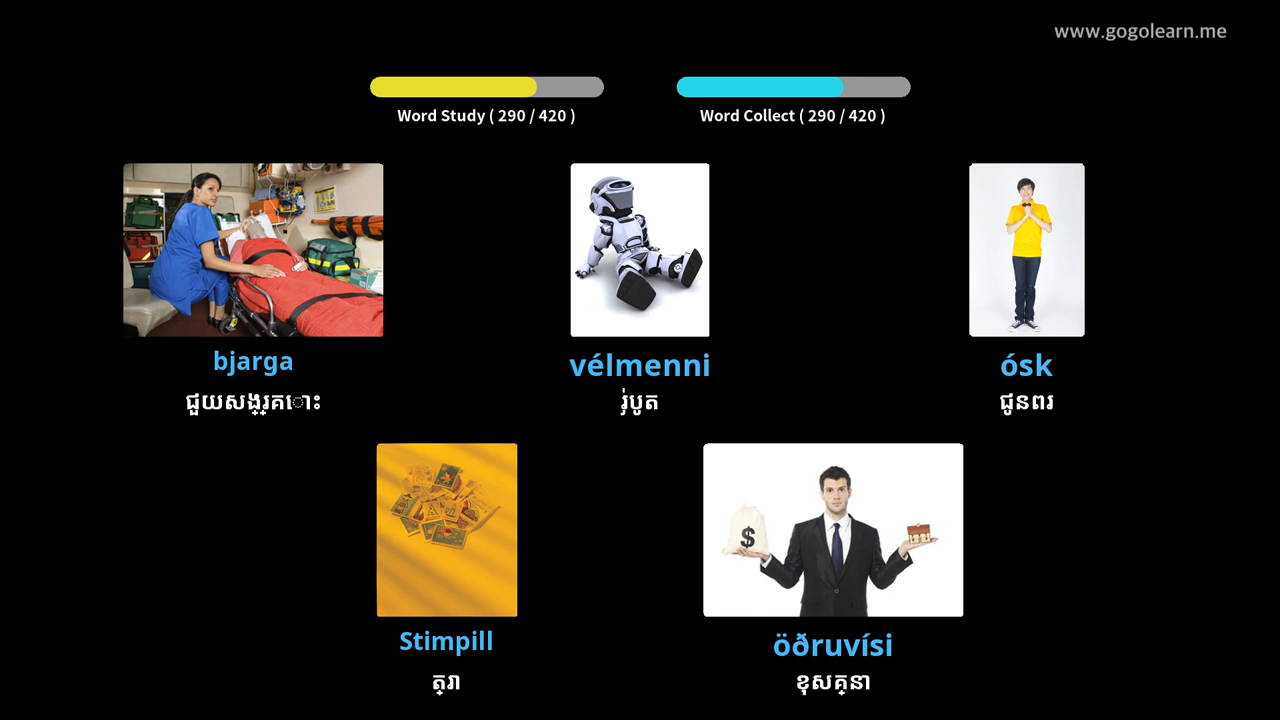 www.gogolearn.me
Word Study ( 290 / 420 )
Word Collect ( 290 / 420 )
bjarga
ជួយសង្រ្គោះ
vélmenni
រ៉ូបូត
ósk
ជូនពរ
Stimpill
ត្រា
öðruvísi
ខុសគ្នា